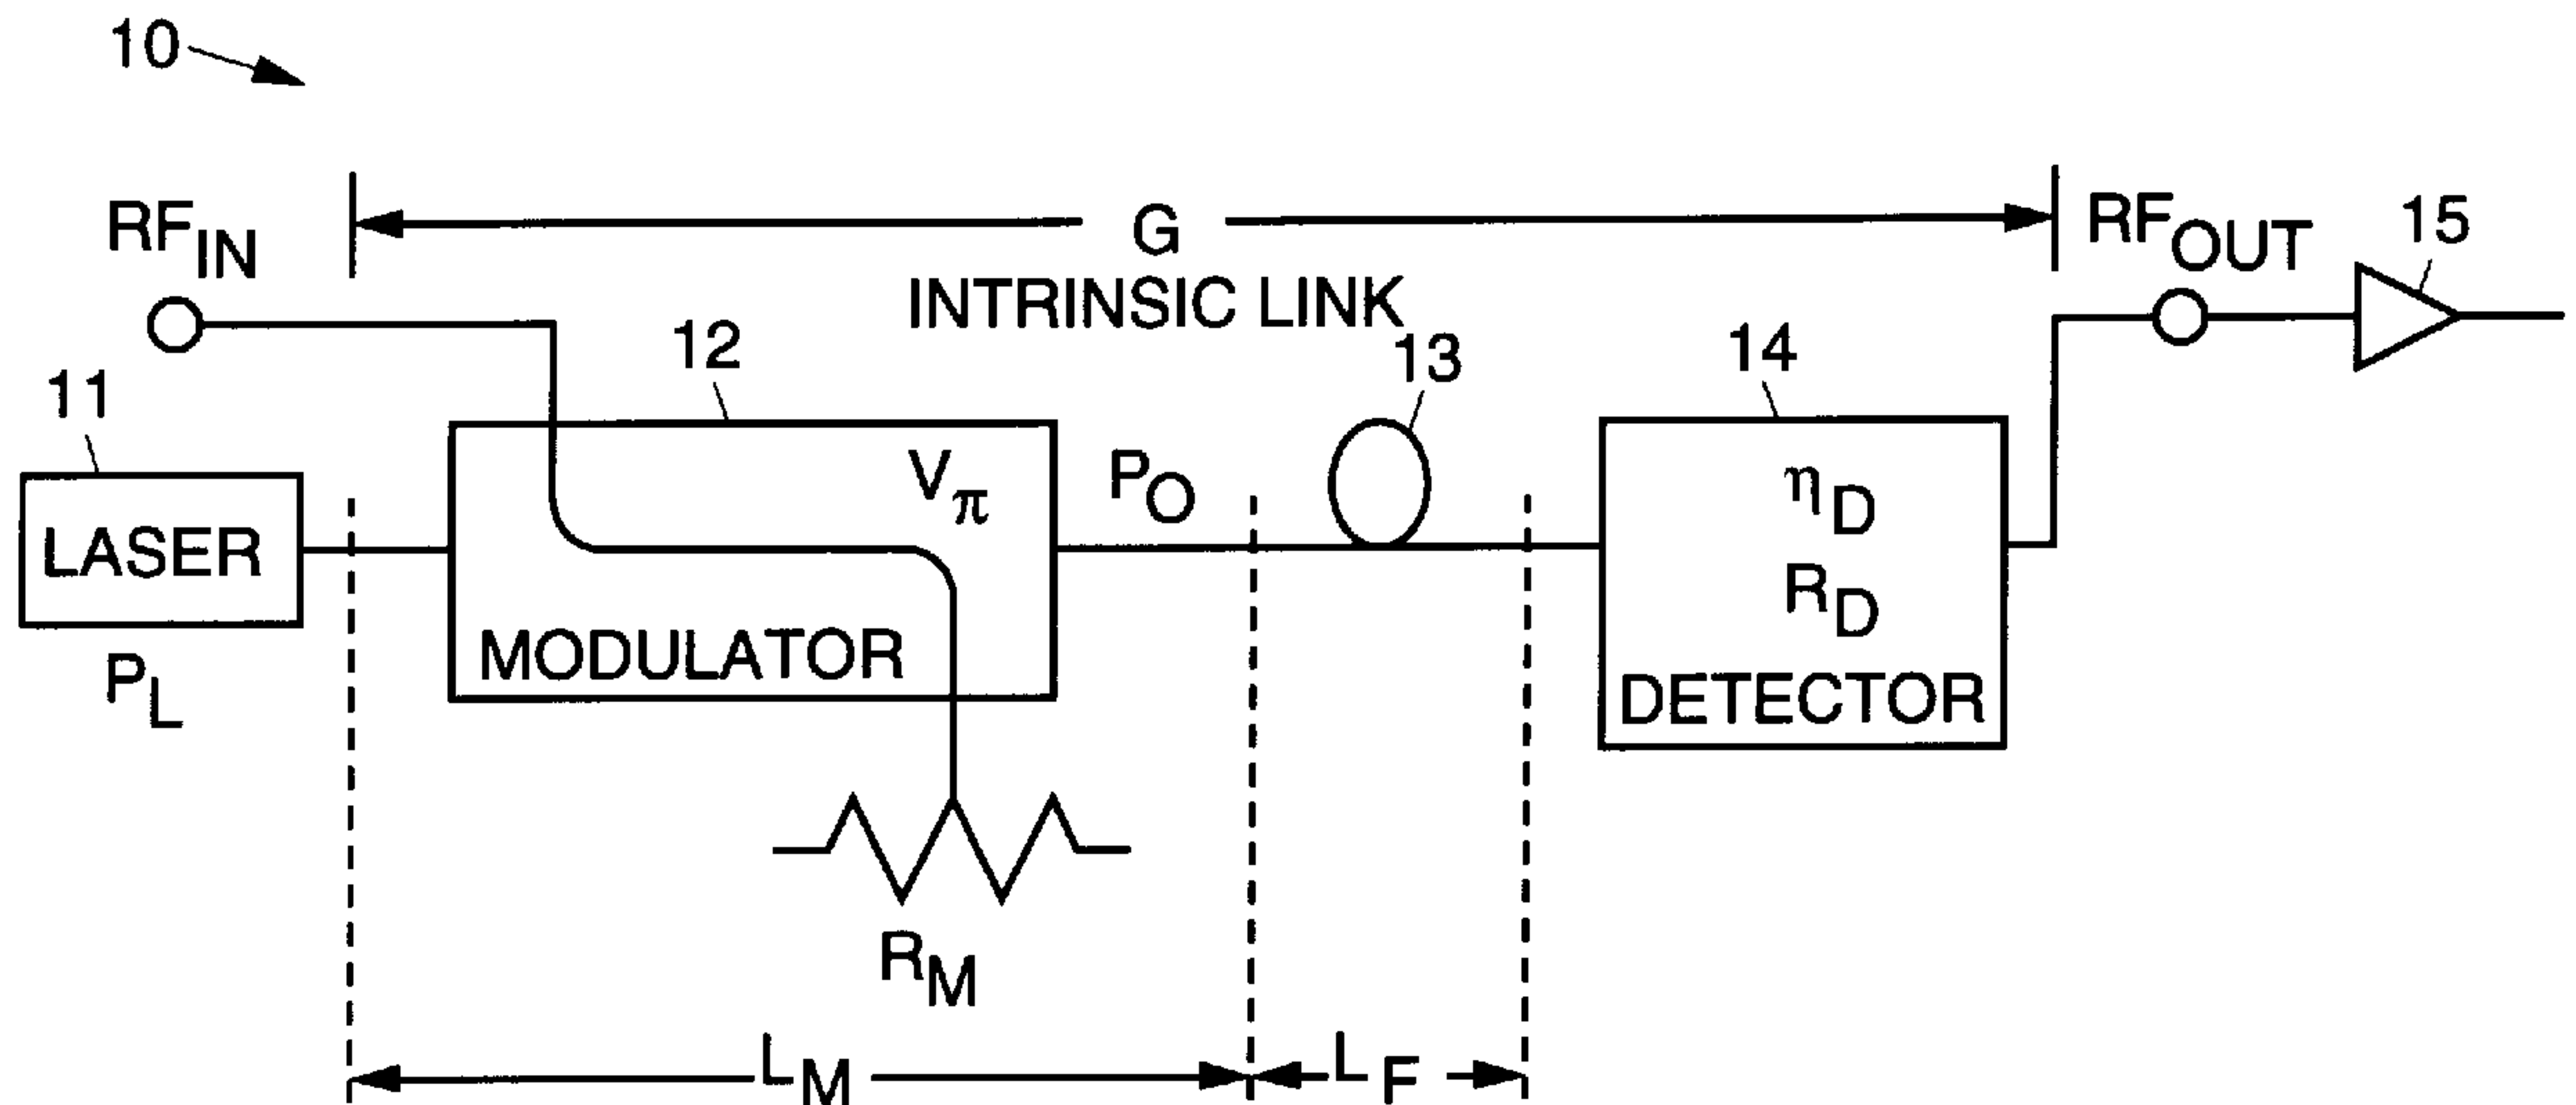 10
RF_IN
G
INTRINSIC LINK
RF_OUT
15
11
12
13
14
LASER
P_L
V_π
MODULATOR
P_O
η_D
R_D
DETECTOR
R_M
L_M
L_F